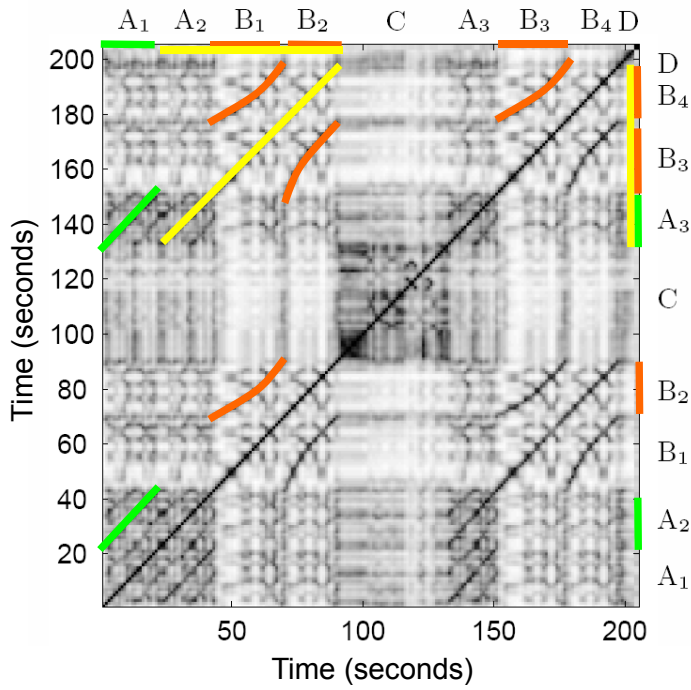 A₁ A₂ B₁ B₂ C A₃ B₃ B₄ D
200
180
160
140
120
100
80
60
40
20
Time (seconds)
D
B₄
B₃
A₃
C
B₂
B₁
A₂
A₁
50 100 150 200
Time (seconds)